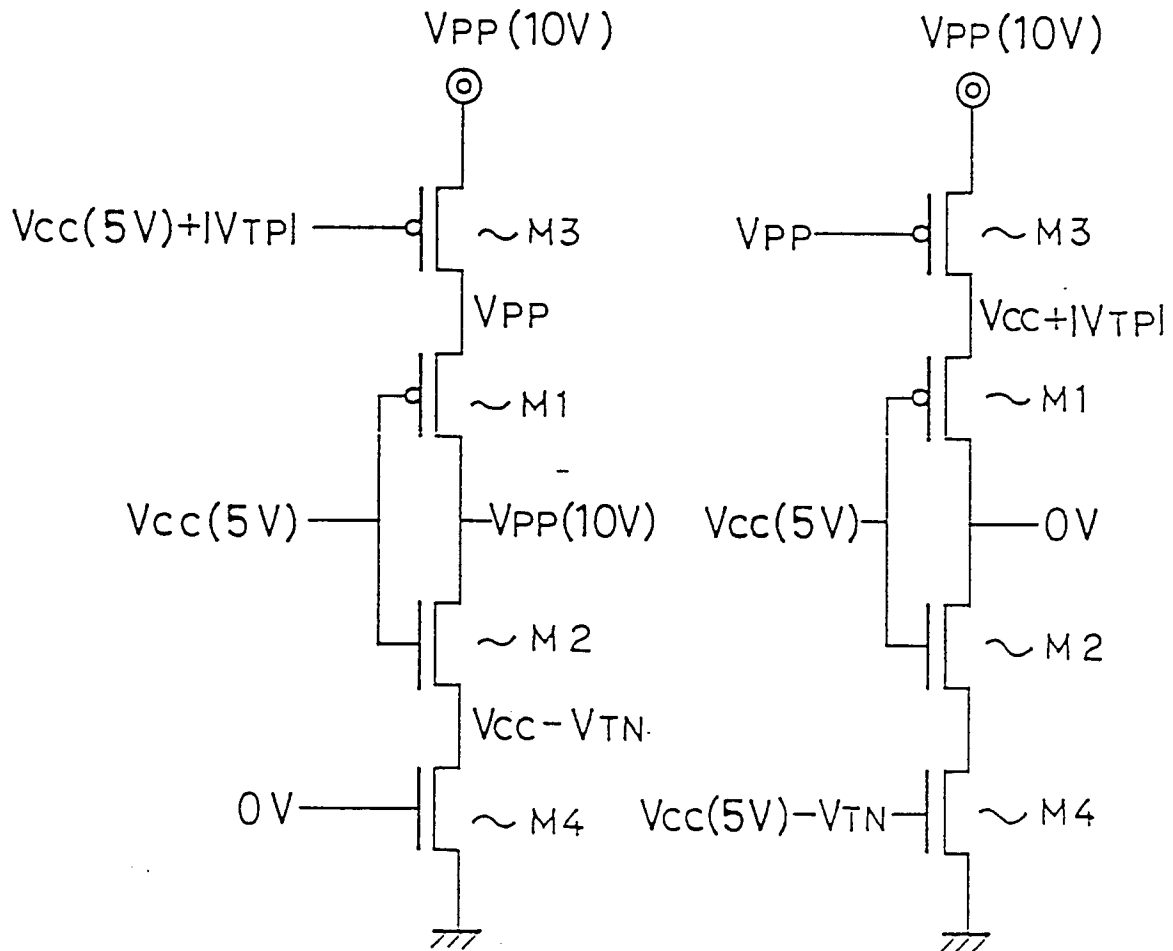 VPP(10V)
VCC(5V)+|VTP|
~M3
VPP
~M1
VCC(5V)
VPP(10V)
~M2
VCC-VTN
0V
~M4
VPP(10V)
VPP
~M3
VCC+|VTP|
~M1
VCC(5V)
0V
~M2
VCC(5V)-VTN
~M4